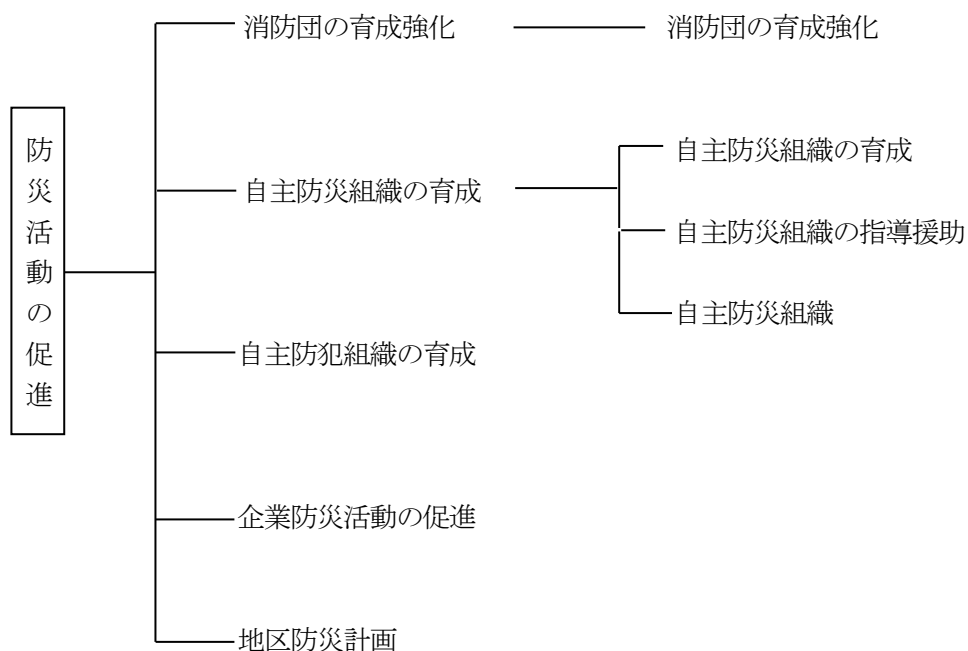 防災活動の促進
消防団の育成強化
消防団の育成強化
自主防災組織の育成
自主防災組織の育成
自主防災組織の指導援助
自主防災組織
自主防犯組織の育成
企業防災活動の促進
地区防災計画